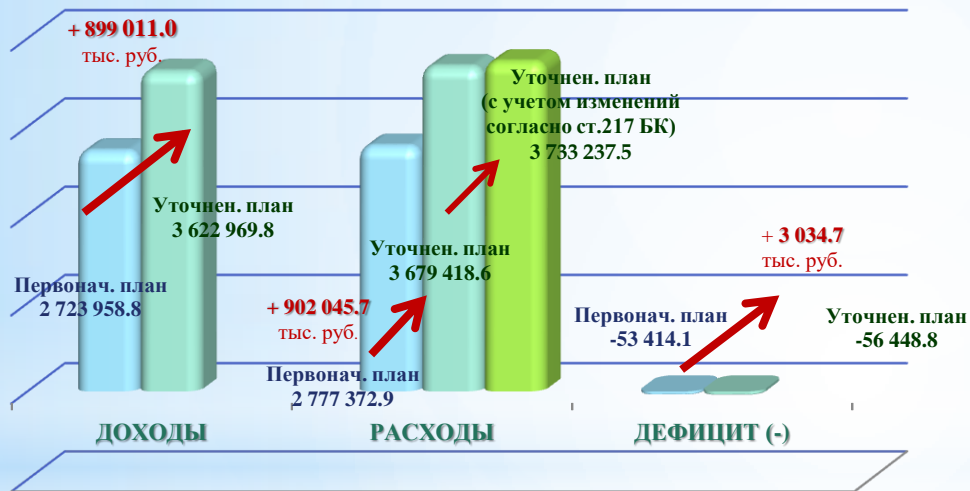 + 899 011.0
тыс. руб.
Уточнен. план
3 622 969.8
Первонач. план
2 723 958.8
Уточнен. план
(с учетом изменений
согласно ст.217 БК)
3 733 237.5
Уточнен. план
3 679 418.6
+ 902 045.7
тыс. руб.
Первонач. план
2 777 372.9
+ 3 034.7
тыс. руб.
Первонач. план
-53 414.1
Уточнен. план
-56 448.8
ДОХОДЫ
РАСХОДЫ
ДЕФИЦИТ (-)